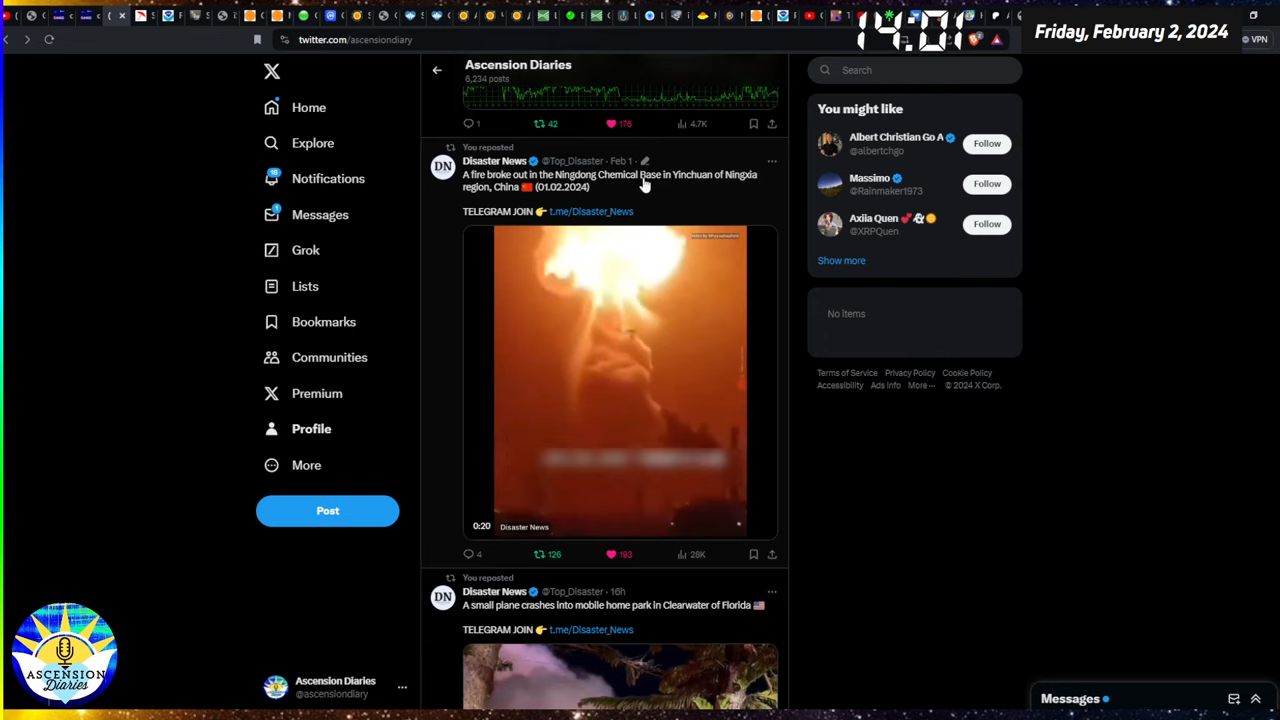 twitter.com/ascensiondiary
14:01
Friday, February 2, 2024
VPN
Home
Explore
18
Notifications
1
Messages
Grok
Lists
Bookmarks
Communities
Premium
Profile
More
Post
ASCENSION
Diaries
Ascension Diaries
@ascensiondiary
Ascension Diaries
6,234 posts
1 42 176 4.7K
You reposted
DN
Disaster News @Top_Disaster · Feb 1 ·
A fire broke out in the Ningdong Chemical Base in Yinchuan of Ningxia
region, China 🇨🇳 (01.02.2024)
TELEGRAM JOIN 👉 t.me/Disaster_News
0:20 Disaster News
4 126 193 28K
You reposted
DN
Disaster News @Top_Disaster · 16h
A small plane crashes into mobile home park in Clearwater of Florida 🇺🇸
TELEGRAM JOIN 👉 t.me/Disaster_News
Search
You might like
Albert Christian Go A
@albertchgo
Follow
Massimo
@Rainmaker1973
Follow
Axiia Quen
@XRPQuen
Follow
Show more
No items
Terms of Service Privacy Policy Cookie Policy
Accessibility Ads Info More ··· © 2024 X Corp.
Messages